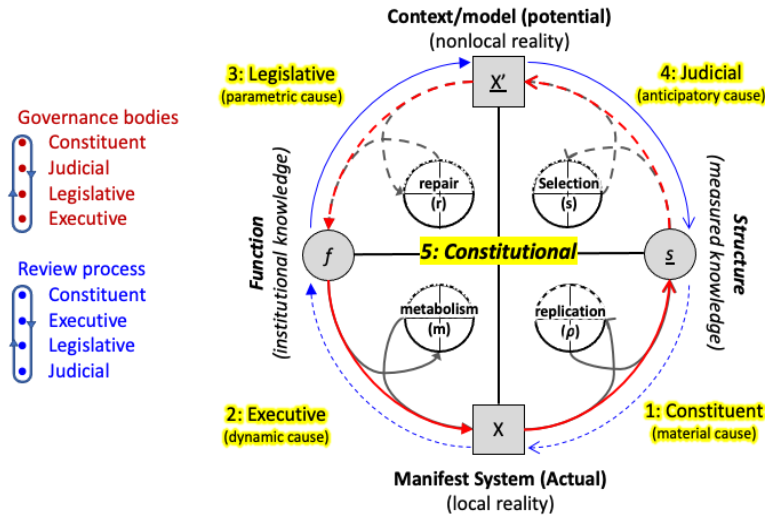 Context/model (potential)
(nonlocal reality)
3: Legislative
(parametric cause)
X'
4: Judicial
(anticipatory cause)
Governance bodies
Constituent
Judicial
Legislative
Executive
repair
(r)
Selection
(s)
Function
(institutional knowledge)
f
5: Constitutional
s
Structure
(measured knowledge)
Review process
Constituent
Executive
Legislative
Judicial
metabolism
(m)
replication
(ρ)
2: Executive
(dynamic cause)
X
1: Constituent
(material cause)
Manifest System (Actual)
(local reality)